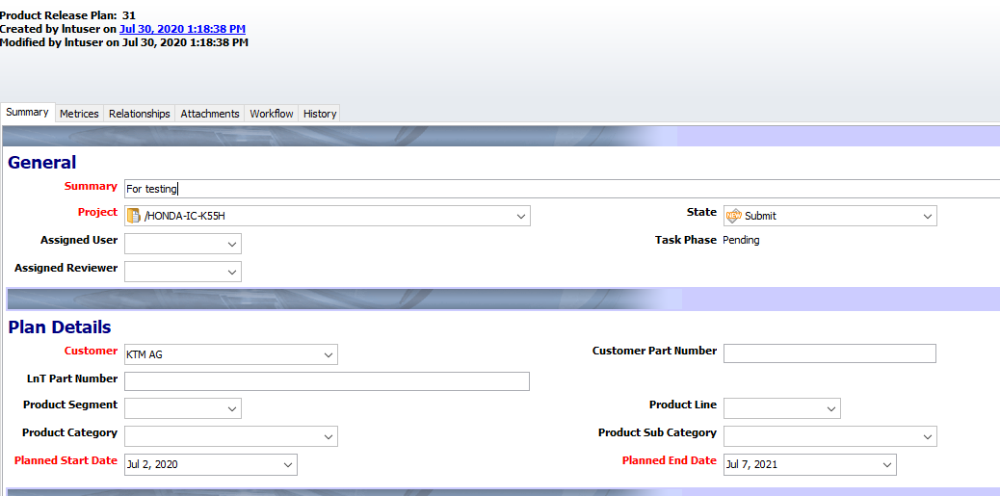 Product Release Plan: 31
Created by lntuser on Jul 30, 2020 1:18:38 PM
Modified by lntuser on Jul 30, 2020 1:18:38 PM
Summary Metrices Relationships Attachments Workflow History
General
Summary For testing
Project /HONDA-IC-K55H State Submit
Assigned User Task Phase Pending
Assigned Reviewer
Plan Details
Customer KTM AG Customer Part Number
LnT Part Number
Product Segment Product Line
Product Category Product Sub Category
Planned Start Date Jul 2, 2020 Planned End Date Jul 7, 2021